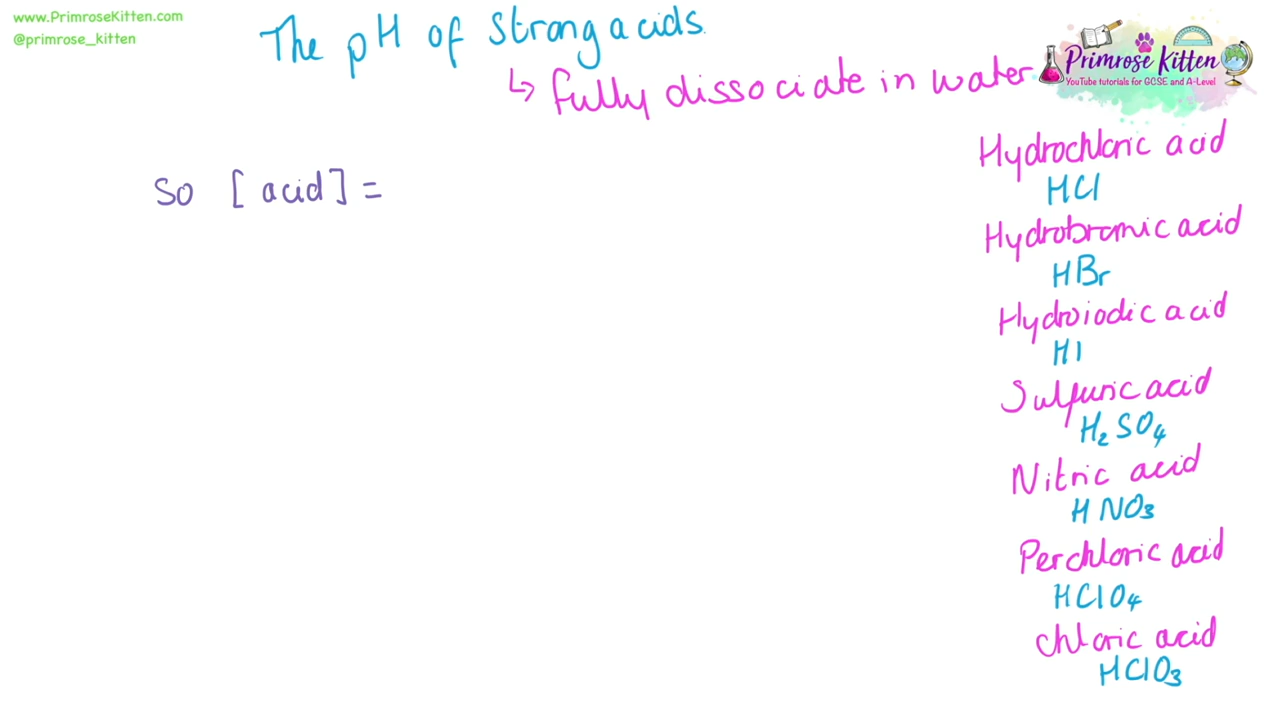 www.PrimroseKitten.com
@primrose_kitten
The pH of Strong acids.
↳ fully dissociate in water
Primrose Kitten
YouTube tutorials for GCSE and A-Level
So [acid] =
Hydrochloric acid
HCl
Hydrobromic acid
HBr
Hydroiodic acid
HI
Sulfuric acid
H₂SO₄
Nitric acid
HNO₃
Perchloric acid
HClO₄
Chloric acid
HClO₃